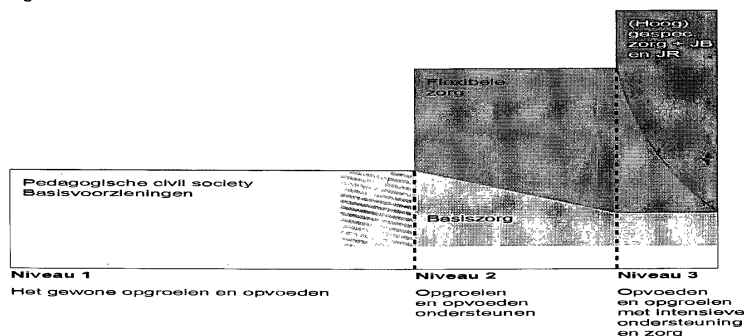 (Hoog)
gespec.
zorg + JB
en JR
Flexibele
zorg
Pedagogische civil society
Basisvoorzieningen
Basiszorg
Niveau 1
Het gewone opgroeien en opvoeden
Niveau 2
Opgroeien
en opvoeden
ondersteunen
Niveau 3
Opvoeden
en opgroeien
met intensieve
ondersteuning
en zorg